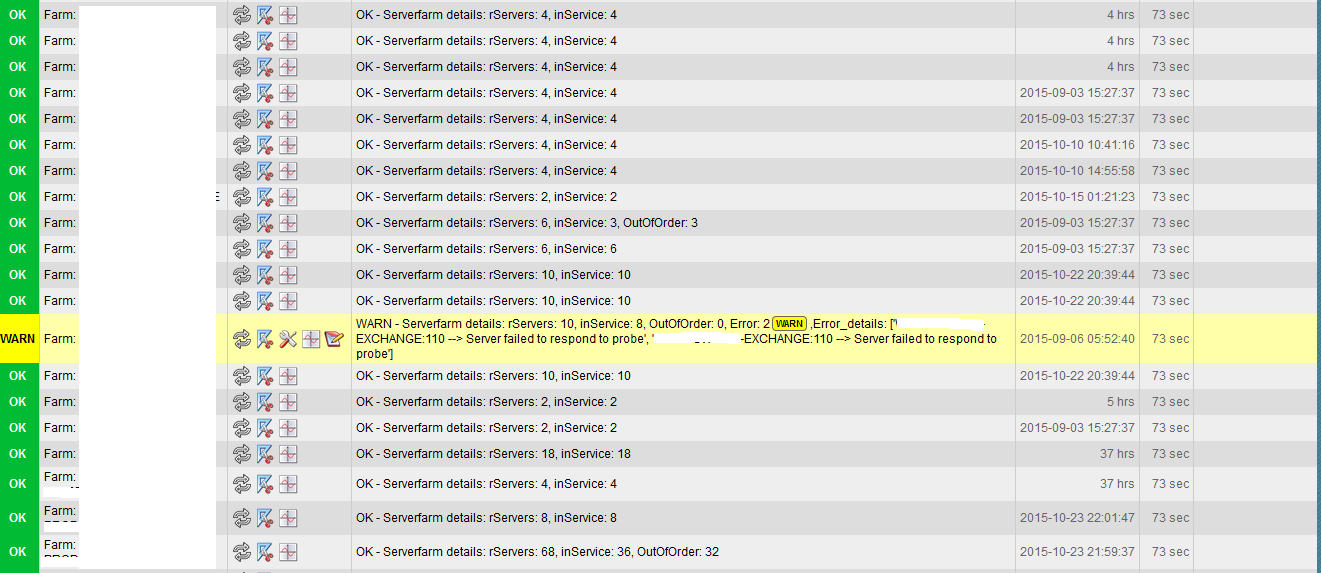 OK Farm: OK - Serverfarm details: rServers: 4, inService: 4 4 hrs 73 sec
OK Farm: OK - Serverfarm details: rServers: 4, inService: 4 4 hrs 73 sec
OK Farm: OK - Serverfarm details: rServers: 4, inService: 4 4 hrs 73 sec
OK Farm: OK - Serverfarm details: rServers: 4, inService: 4 2015-09-03 15:27:37 73 sec
OK Farm: OK - Serverfarm details: rServers: 4, inService: 4 2015-09-03 15:27:37 73 sec
OK Farm: OK - Serverfarm details: rServers: 4, inService: 4 2015-10-10 10:41:16 73 sec
OK Farm: OK - Serverfarm details: rServers: 4, inService: 4 2015-10-10 14:55:58 73 sec
OK Farm: E OK - Serverfarm details: rServers: 2, inService: 2 2015-10-15 01:21:23 73 sec
OK Farm: OK - Serverfarm details: rServers: 6, inService: 3, OutOfOrder: 3 2015-09-03 15:27:37 73 sec
OK Farm: OK - Serverfarm details: rServers: 6, inService: 6 2015-09-03 15:27:37 73 sec
OK Farm: OK - Serverfarm details: rServers: 10, inService: 10 2015-10-22 20:39:44 73 sec
OK Farm: OK - Serverfarm details: rServers: 10, inService: 10 2015-10-22 20:39:44 73 sec
WARN - Serverfarm details: rServers: 10, inService: 8, OutOfOrder: 0, Error: 2 WARN ,Error_details: ['
WARN Farm: EXCHANGE:110 --> Server failed to respond to probe', ' -EXCHANGE:110 --> Server failed to respond to 2015-09-06 05:52:40 73 sec
probe']
OK Farm: OK - Serverfarm details: rServers: 10, inService: 10 2015-10-22 20:39:44 73 sec
OK Farm: OK - Serverfarm details: rServers: 2, inService: 2 5 hrs 73 sec
OK Farm: OK - Serverfarm details: rServers: 2, inService: 2 2015-09-03 15:27:37 73 sec
OK Farm: OK - Serverfarm details: rServers: 18, inService: 18 37 hrs 73 sec
OK Farm: OK - Serverfarm details: rServers: 4, inService: 4 37 hrs 73 sec
OK Farm: OK - Serverfarm details: rServers: 8, inService: 8 2015-10-23 22:01:47 73 sec
OK Farm: OK - Serverfarm details: rServers: 68, inService: 36, OutOfOrder: 32 2015-10-23 21:59:37 73 sec